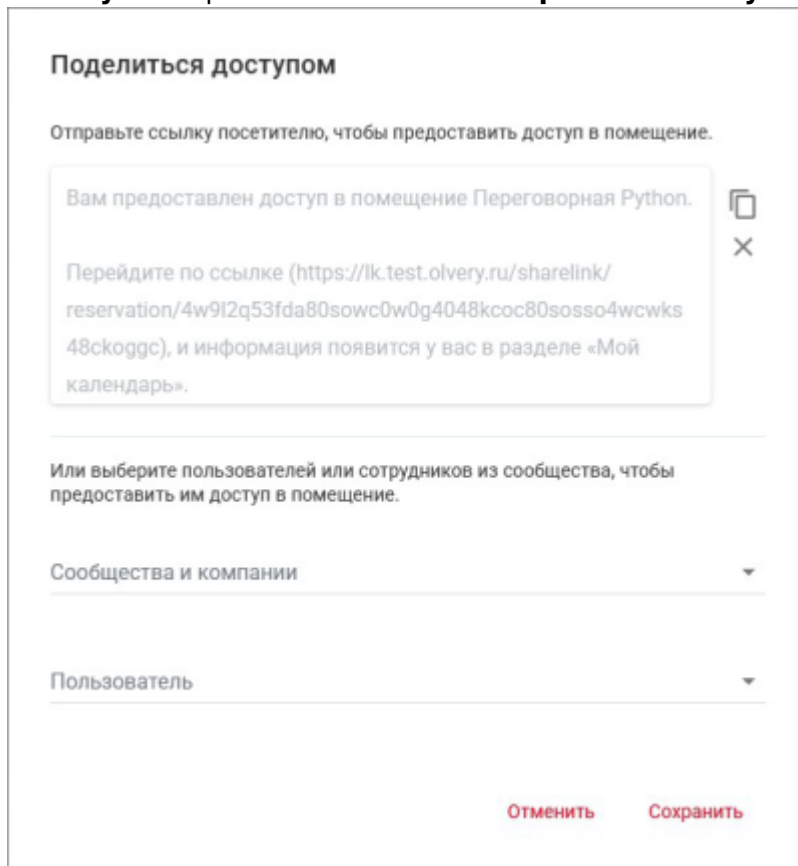 Поделиться доступом
Отправьте ссылку посетителю, чтобы предоставить доступ в помещение.
Вам предоставлен доступ в помещение Переговорная Python.
Перейдите по ссылке (https://lk.test.olvery.ru/sharelink/
reservation/4w9l2q53fda80sowc0w0g4048kcoc80sosso4wcwks
48ckoggc), и информация появится у вас в разделе «Мой
календарь».
Или выберите пользователей или сотрудников из сообщества, чтобы
предоставить им доступ в помещение.
Сообщества и компании
Пользователь
Отменить Сохранить